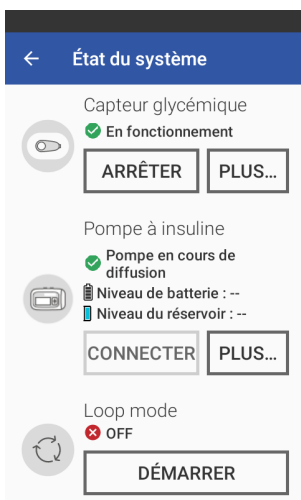 État du système
Capteur glycémique
En fonctionnement
ARRÊTER PLUS...
Pompe à insuline
Pompe en cours de
diffusion
Niveau de batterie : --
Niveau du réservoir : --
CONNECTER PLUS...
Loop mode
OFF
DÉMARRER